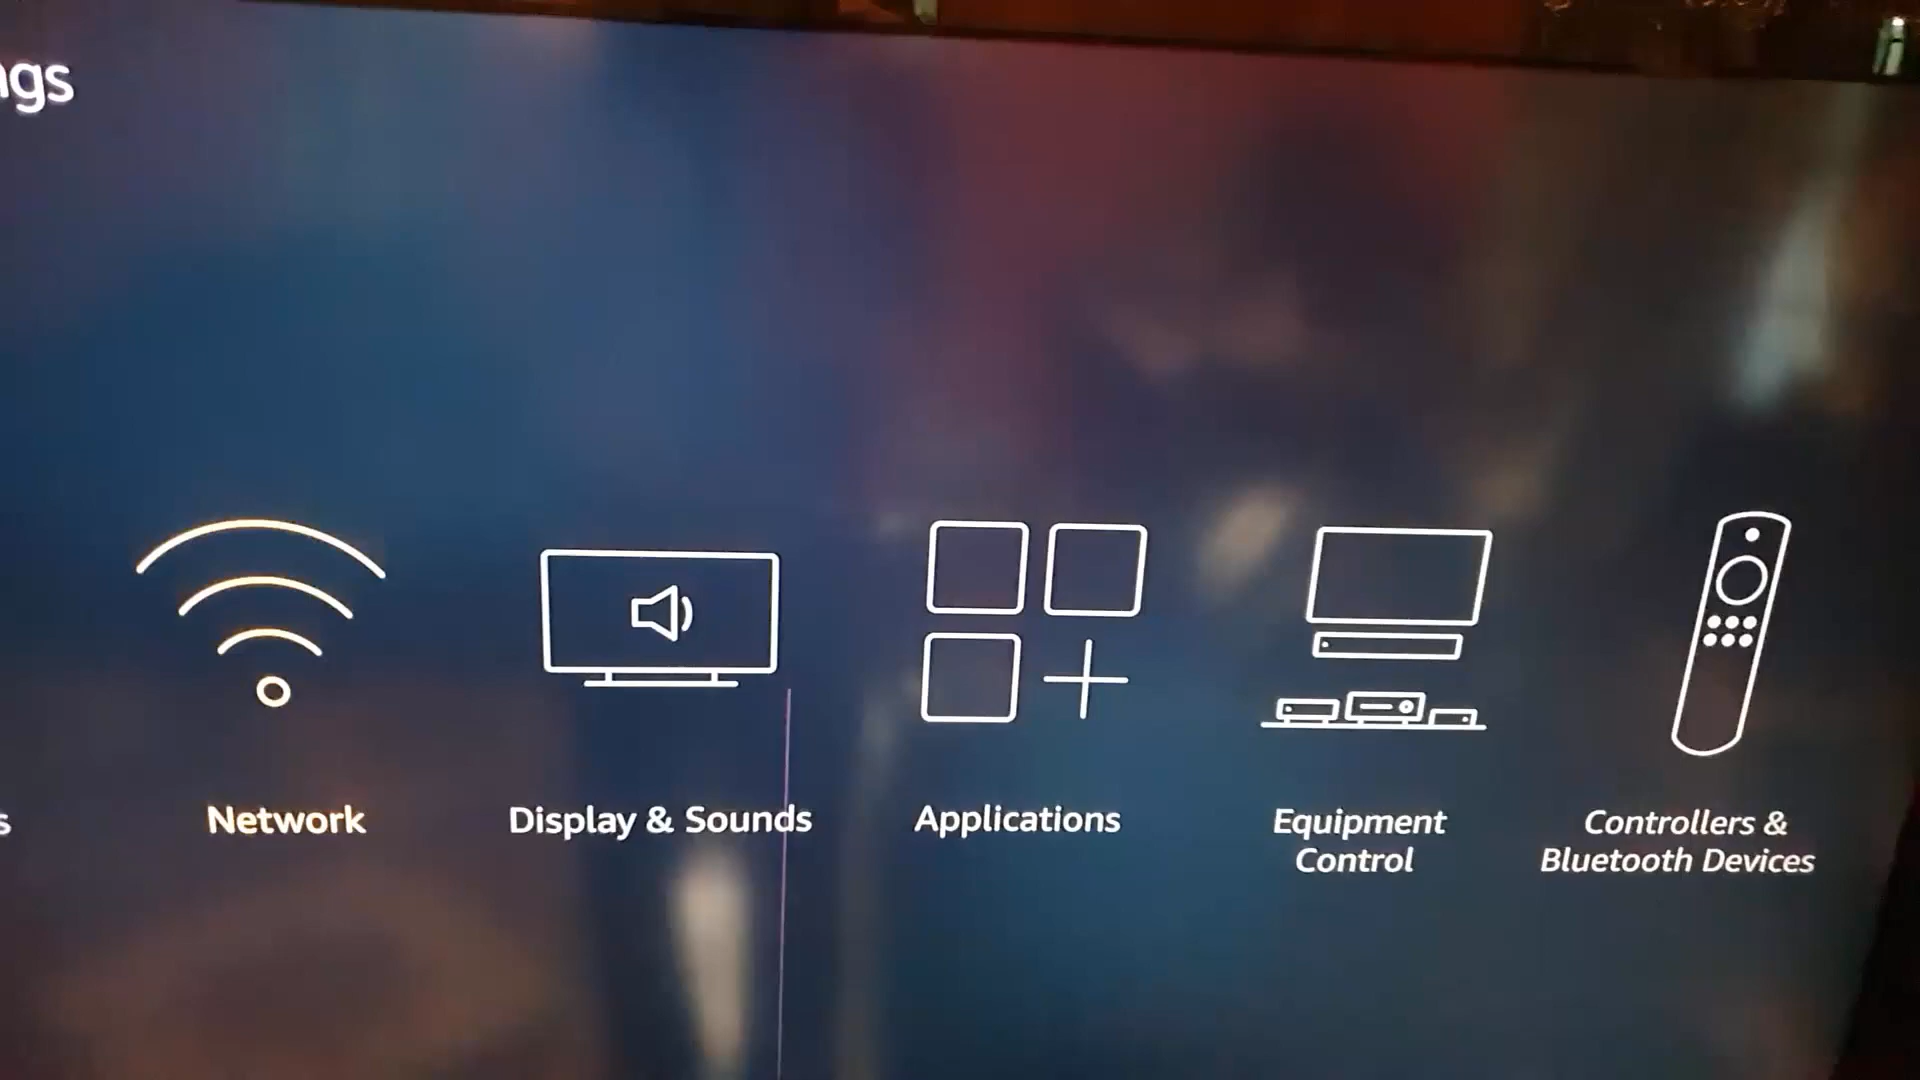 ngs
s
Network
Display & Sounds
Applications
Equipment
Control
Controllers &
Bluetooth Devices